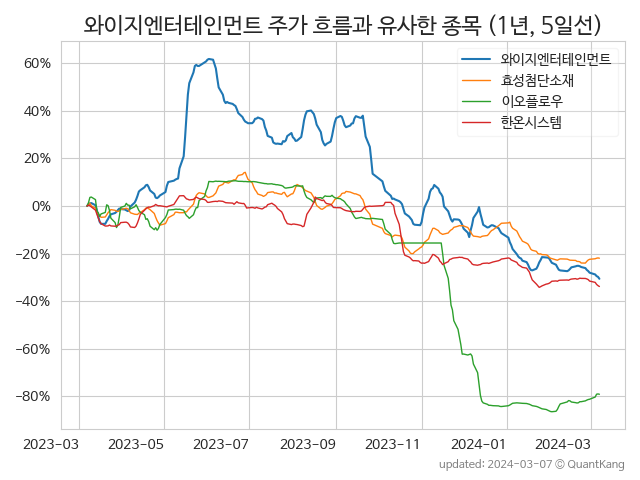 와이지엔터테인먼트 주가 흐름과 유사한 종목 (1년, 5일선)
와이지엔터테인먼트
효성첨단소재
이오플로우
한온시스템
60%
40%
20%
0%
−20%
−40%
−60%
−80%
2023-03 2023-05 2023-07 2023-09 2023-11 2024-01 2024-03
updated: 2024-03-07 © QuantKang